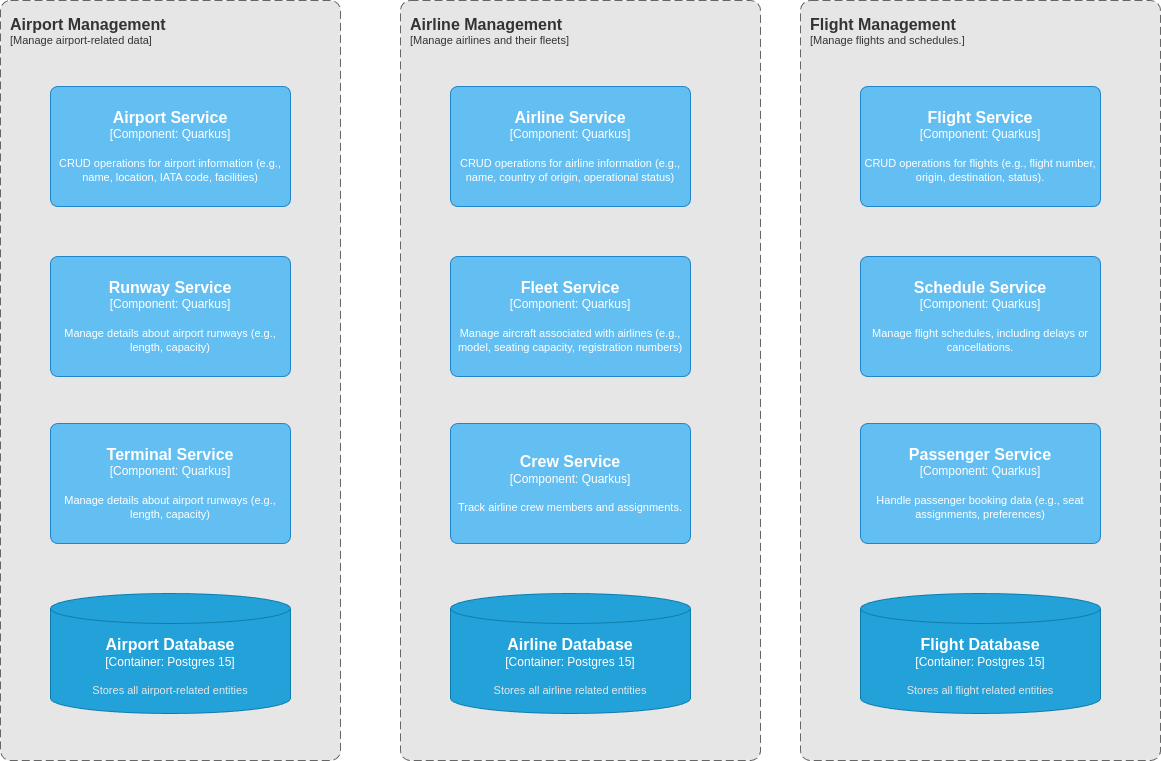 Airport Management
[Manage airport-related data]
Airport Service
[Component: Quarkus]
CRUD operations for airport information (e.g.,
name, location, IATA code, facilities)
Runway Service
[Component: Quarkus]
Manage details about airport runways (e.g.,
length, capacity)
Terminal Service
[Component: Quarkus]
Manage details about airport runways (e.g.,
length, capacity)
Airport Database
[Container: Postgres 15]
Stores all airport-related entities
Airline Management
[Manage airlines and their fleets]
Airline Service
[Component: Quarkus]
CRUD operations for airline information (e.g.,
name, country of origin, operational status)
Fleet Service
[Component: Quarkus]
Manage aircraft associated with airlines (e.g.,
model, seating capacity, registration numbers)
Crew Service
[Component: Quarkus]
Track airline crew members and assignments.
Airline Database
[Container: Postgres 15]
Stores all airline related entities
Flight Management
[Manage flights and schedules.]
Flight Service
[Component: Quarkus]
CRUD operations for flights (e.g., flight number,
origin, destination, status).
Schedule Service
[Component: Quarkus]
Manage flight schedules, including delays or
cancellations.
Passenger Service
[Component: Quarkus]
Handle passenger booking data (e.g., seat
assignments, preferences)
Flight Database
[Container: Postgres 15]
Stores all flight related entities